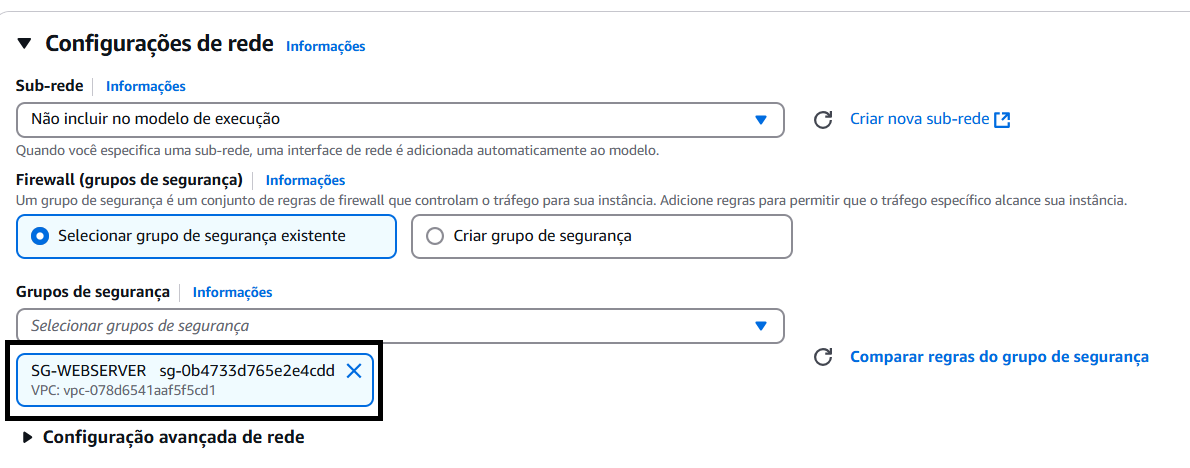 Configurações de rede Informações
Sub-rede Informações
Não incluir no modelo de execução
Criar nova sub-rede
Quando você especifica uma sub-rede, uma interface de rede é adicionada automaticamente ao modelo.
Firewall (grupos de segurança) Informações
Um grupo de segurança é um conjunto de regras de firewall que controlam o tráfego para sua instância. Adicione regras para permitir que o tráfego específico alcance sua instância.
Selecionar grupo de segurança existente
Criar grupo de segurança
Grupos de segurança Informações
Selecionar grupos de segurança
SG-WEBSERVER sg-0b4733d765e2e4cdd
VPC: vpc-078d6541aaf5f5cd1
Comparar regras do grupo de segurança
Configuração avançada de rede